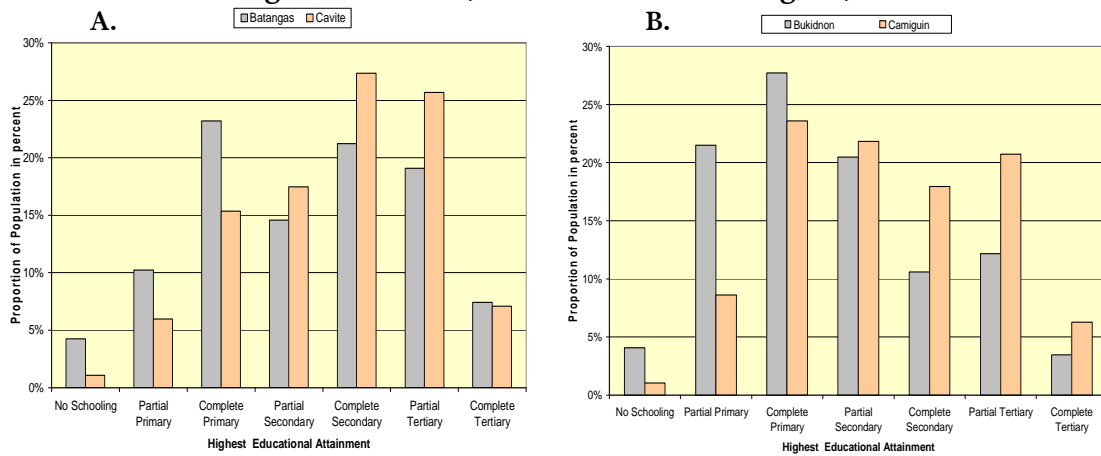 A.
Batangas Cavite
30%
25%
20%
15%
10%
5%
0%
Proportion of Population in percent
No Schooling
Partial Primary
Complete Primary
Partial Secondary
Complete Secondary
Partial Tertiary
Complete Tertiary
Highest Educational Attainment
B.
Bukidnon Camiguin
30%
25%
20%
15%
10%
5%
0%
Proportion of Population in percent
No Schooling
Partial Primary
Complete Primary
Partial Secondary
Complete Secondary
Partial Tertiary
Complete Tertiary
Highest Educational Attainment